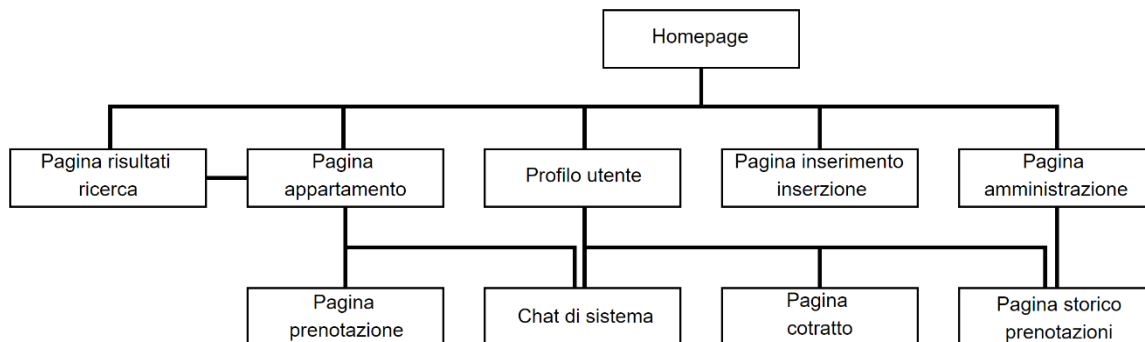 Homepage
Pagina risultati
ricerca
Pagina
appartamento
Profilo utente
Pagina inserimento
inserzione
Pagina
amministrazione
Pagina
prenotazione
Chat di sistema
Pagina
cotratto
Pagina storico
prenotazioni